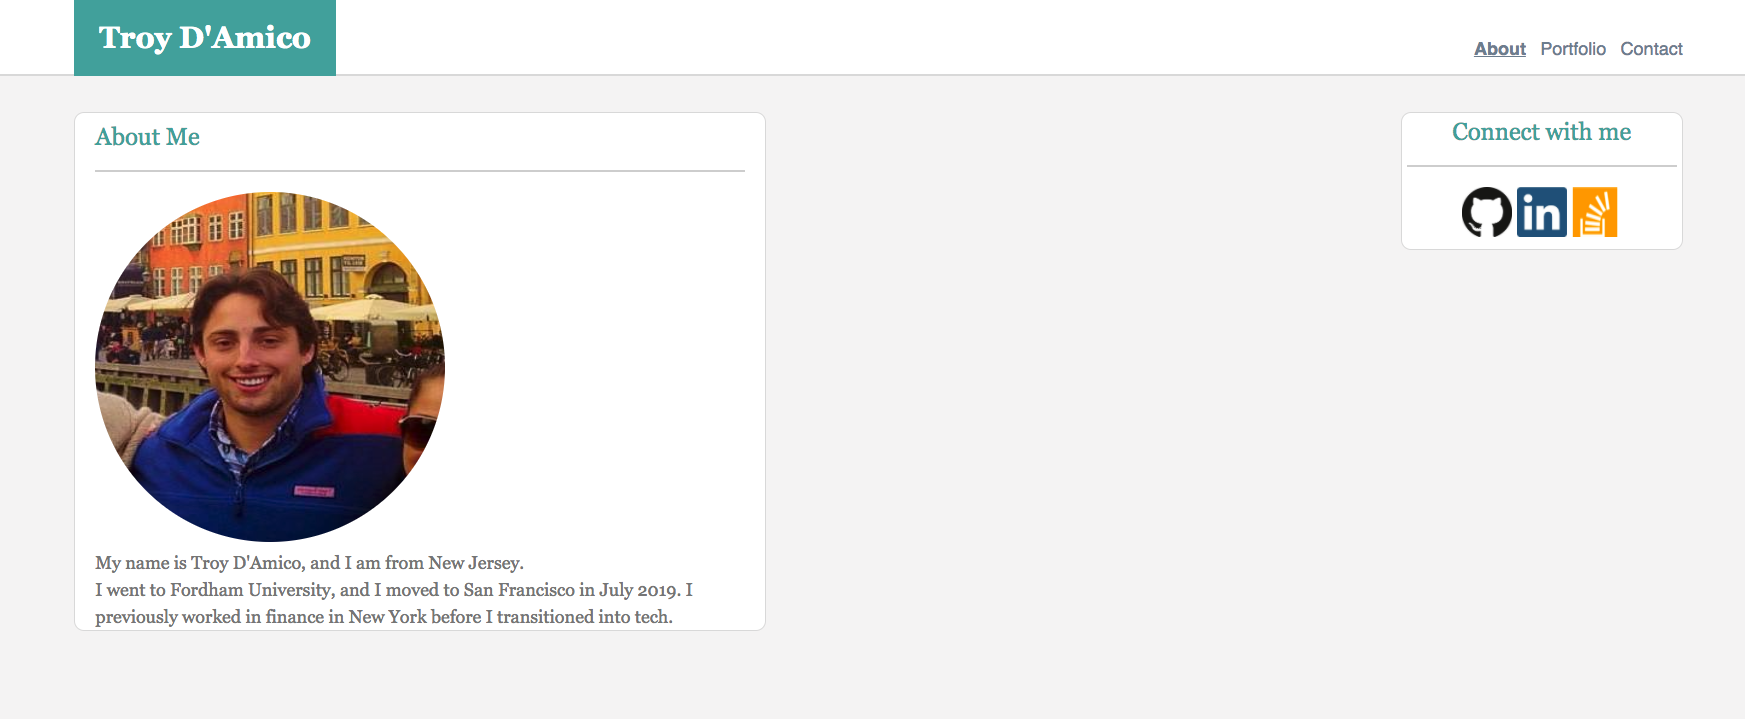 Troy D'Amico
About Portfolio Contact
About Me
My name is Troy D'Amico, and I am from New Jersey.
I went to Fordham University, and I moved to San Francisco in July 2019. I
previously worked in finance in New York before I transitioned into tech.
Connect with me
in